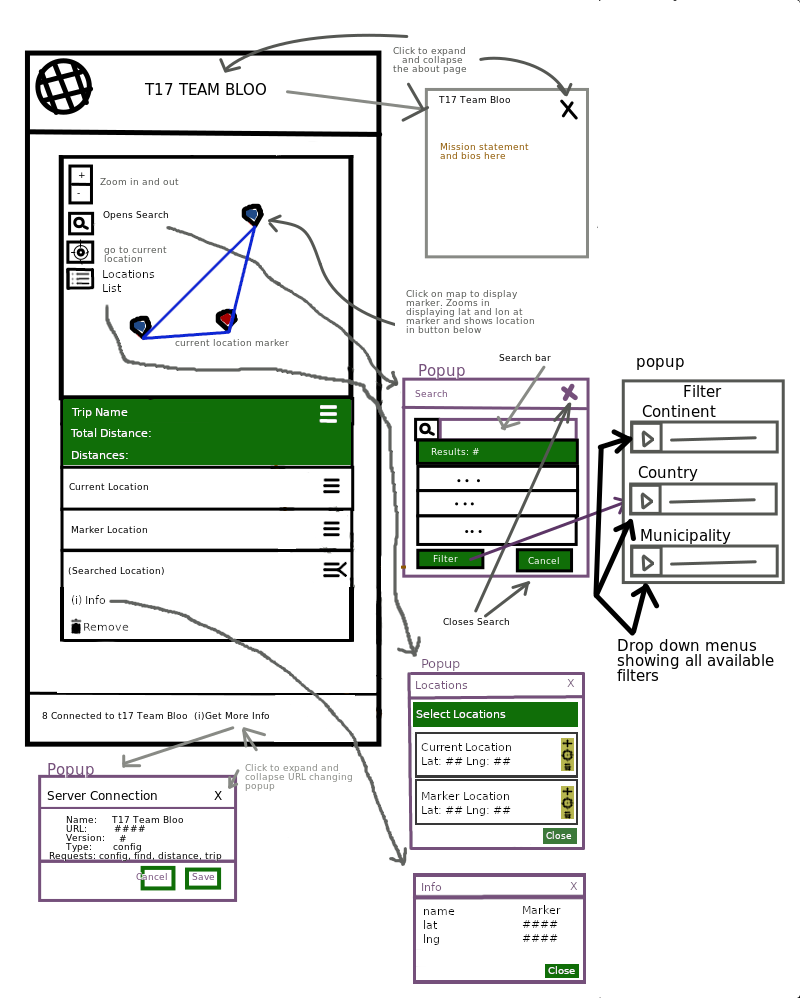 Click to expand
and collapse
the about page
T17 TEAM BLOO
T17 Team Bloo
X
Mission statement
and bios here
+
-
Zoom in and out
Opens Search
go to current
location
Locations
List
current location marker
Click on map to display
marker. Zooms in
displaying lat and lon at
marker and shows location
in button below
Trip Name
Total Distance:
Distances:
Current Location
Marker Location
(Searched Location)
(i) Info
Remove
8 Connected to t17 Team Bloo (i)Get More Info
Search bar
Popup
Search
X
Results: #
...
...
...
Filter
Cancel
Closes Search
popup
Filter
Continent
Country
Municipality
Drop down menus
showing all available
filters
Popup
Locations X
Select Locations
Current Location
Lat: ## Lng: ##
Marker Location
Lat: ## Lng: ##
Close
Popup
Server Connection X
Click to expand and
collapse URL changing
popup
Name: T17 Team Bloo
URL: ####
Version: #
Type: config
Requests: config, find, distance, trip
Cancel
Save
Info X
name Marker
lat ####
lng ####
Close